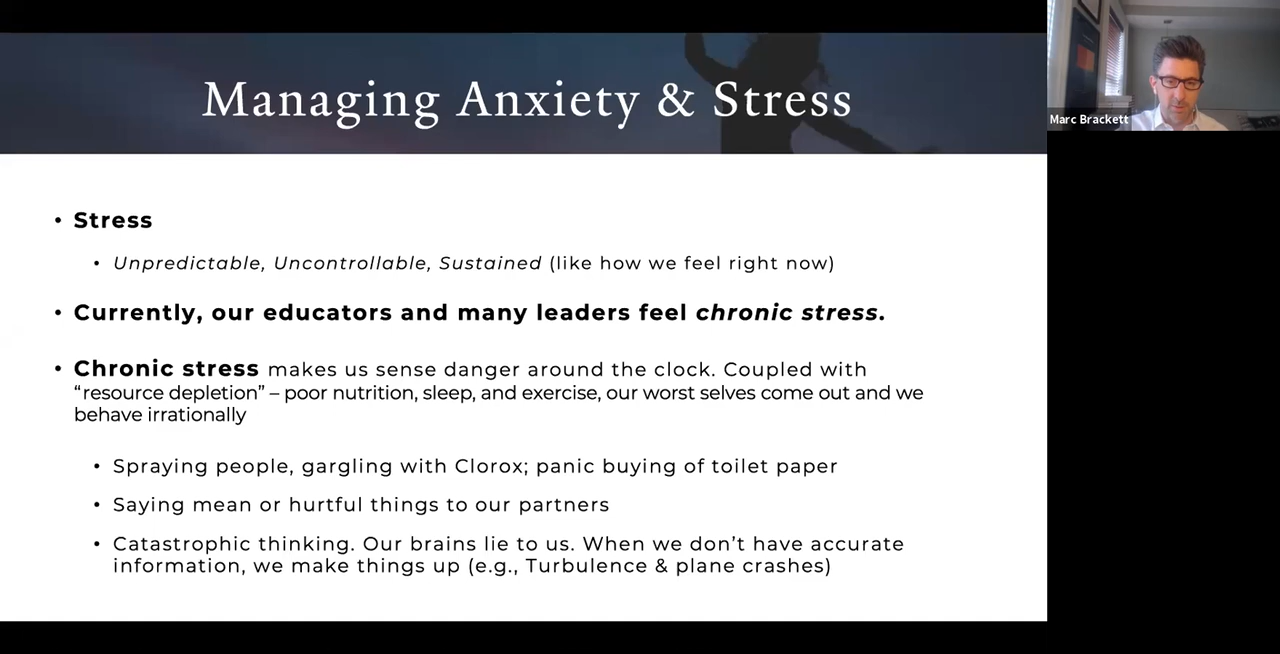 Managing Anxiety & Stress
Marc Brackett
• Stress
• Unpredictable, Uncontrollable, Sustained (like how we feel right now)
• Currently, our educators and many leaders feel chronic stress.
• Chronic stress makes us sense danger around the clock. Coupled with
“resource depletion” – poor nutrition, sleep, and exercise, our worst selves come out and we
behave irrationally
• Spraying people, gargling with Clorox; panic buying of toilet paper
• Saying mean or hurtful things to our partners
• Catastrophic thinking. Our brains lie to us. When we don’t have accurate
information, we make things up (e.g., Turbulence & plane crashes)